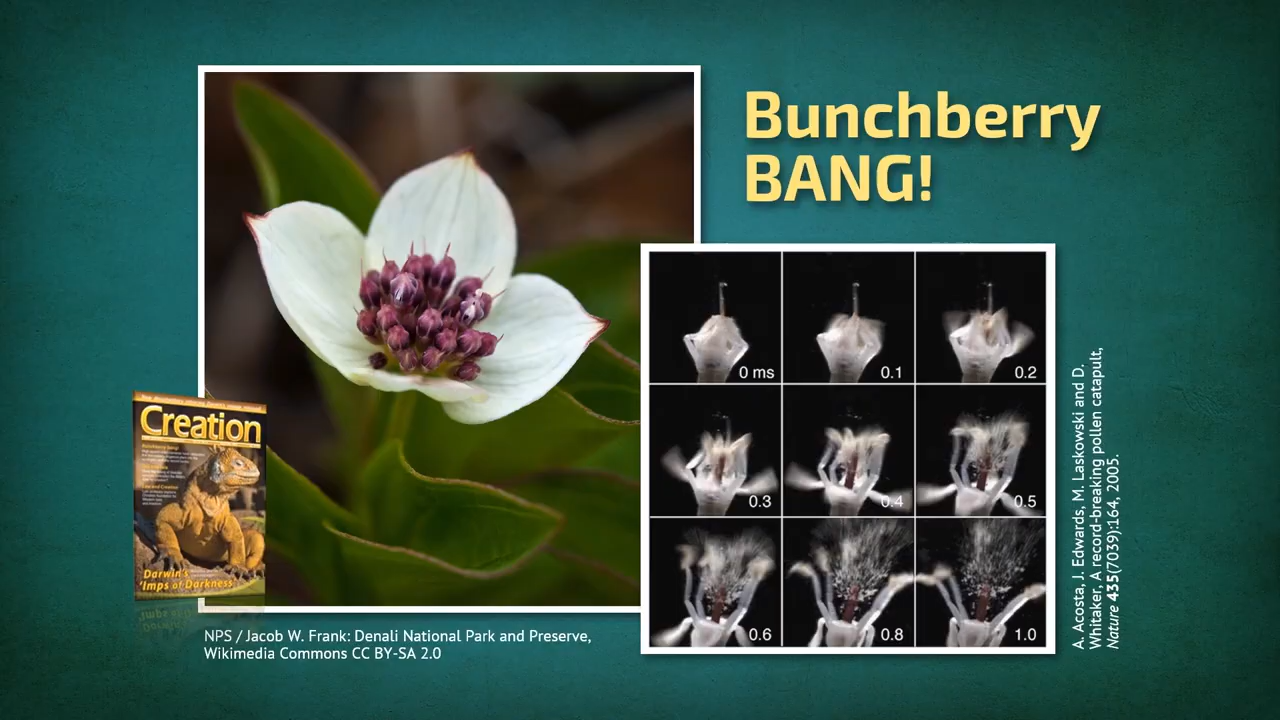 Bunchberry
BANG!
0 ms
0.1
0.2
0.3
0.4
0.5
0.6
0.8
1.0
A. Acosta, J. Edwards, M. Laskowski and D.
Whitaker, A record-breaking pollen catapult,
Nature 435(7039):164, 2005.
Creation
Darwin's
'Imps of Darkness'
NPS / Jacob W. Frank: Denali National Park and Preserve,
Wikimedia Commons CC BY-SA 2.0